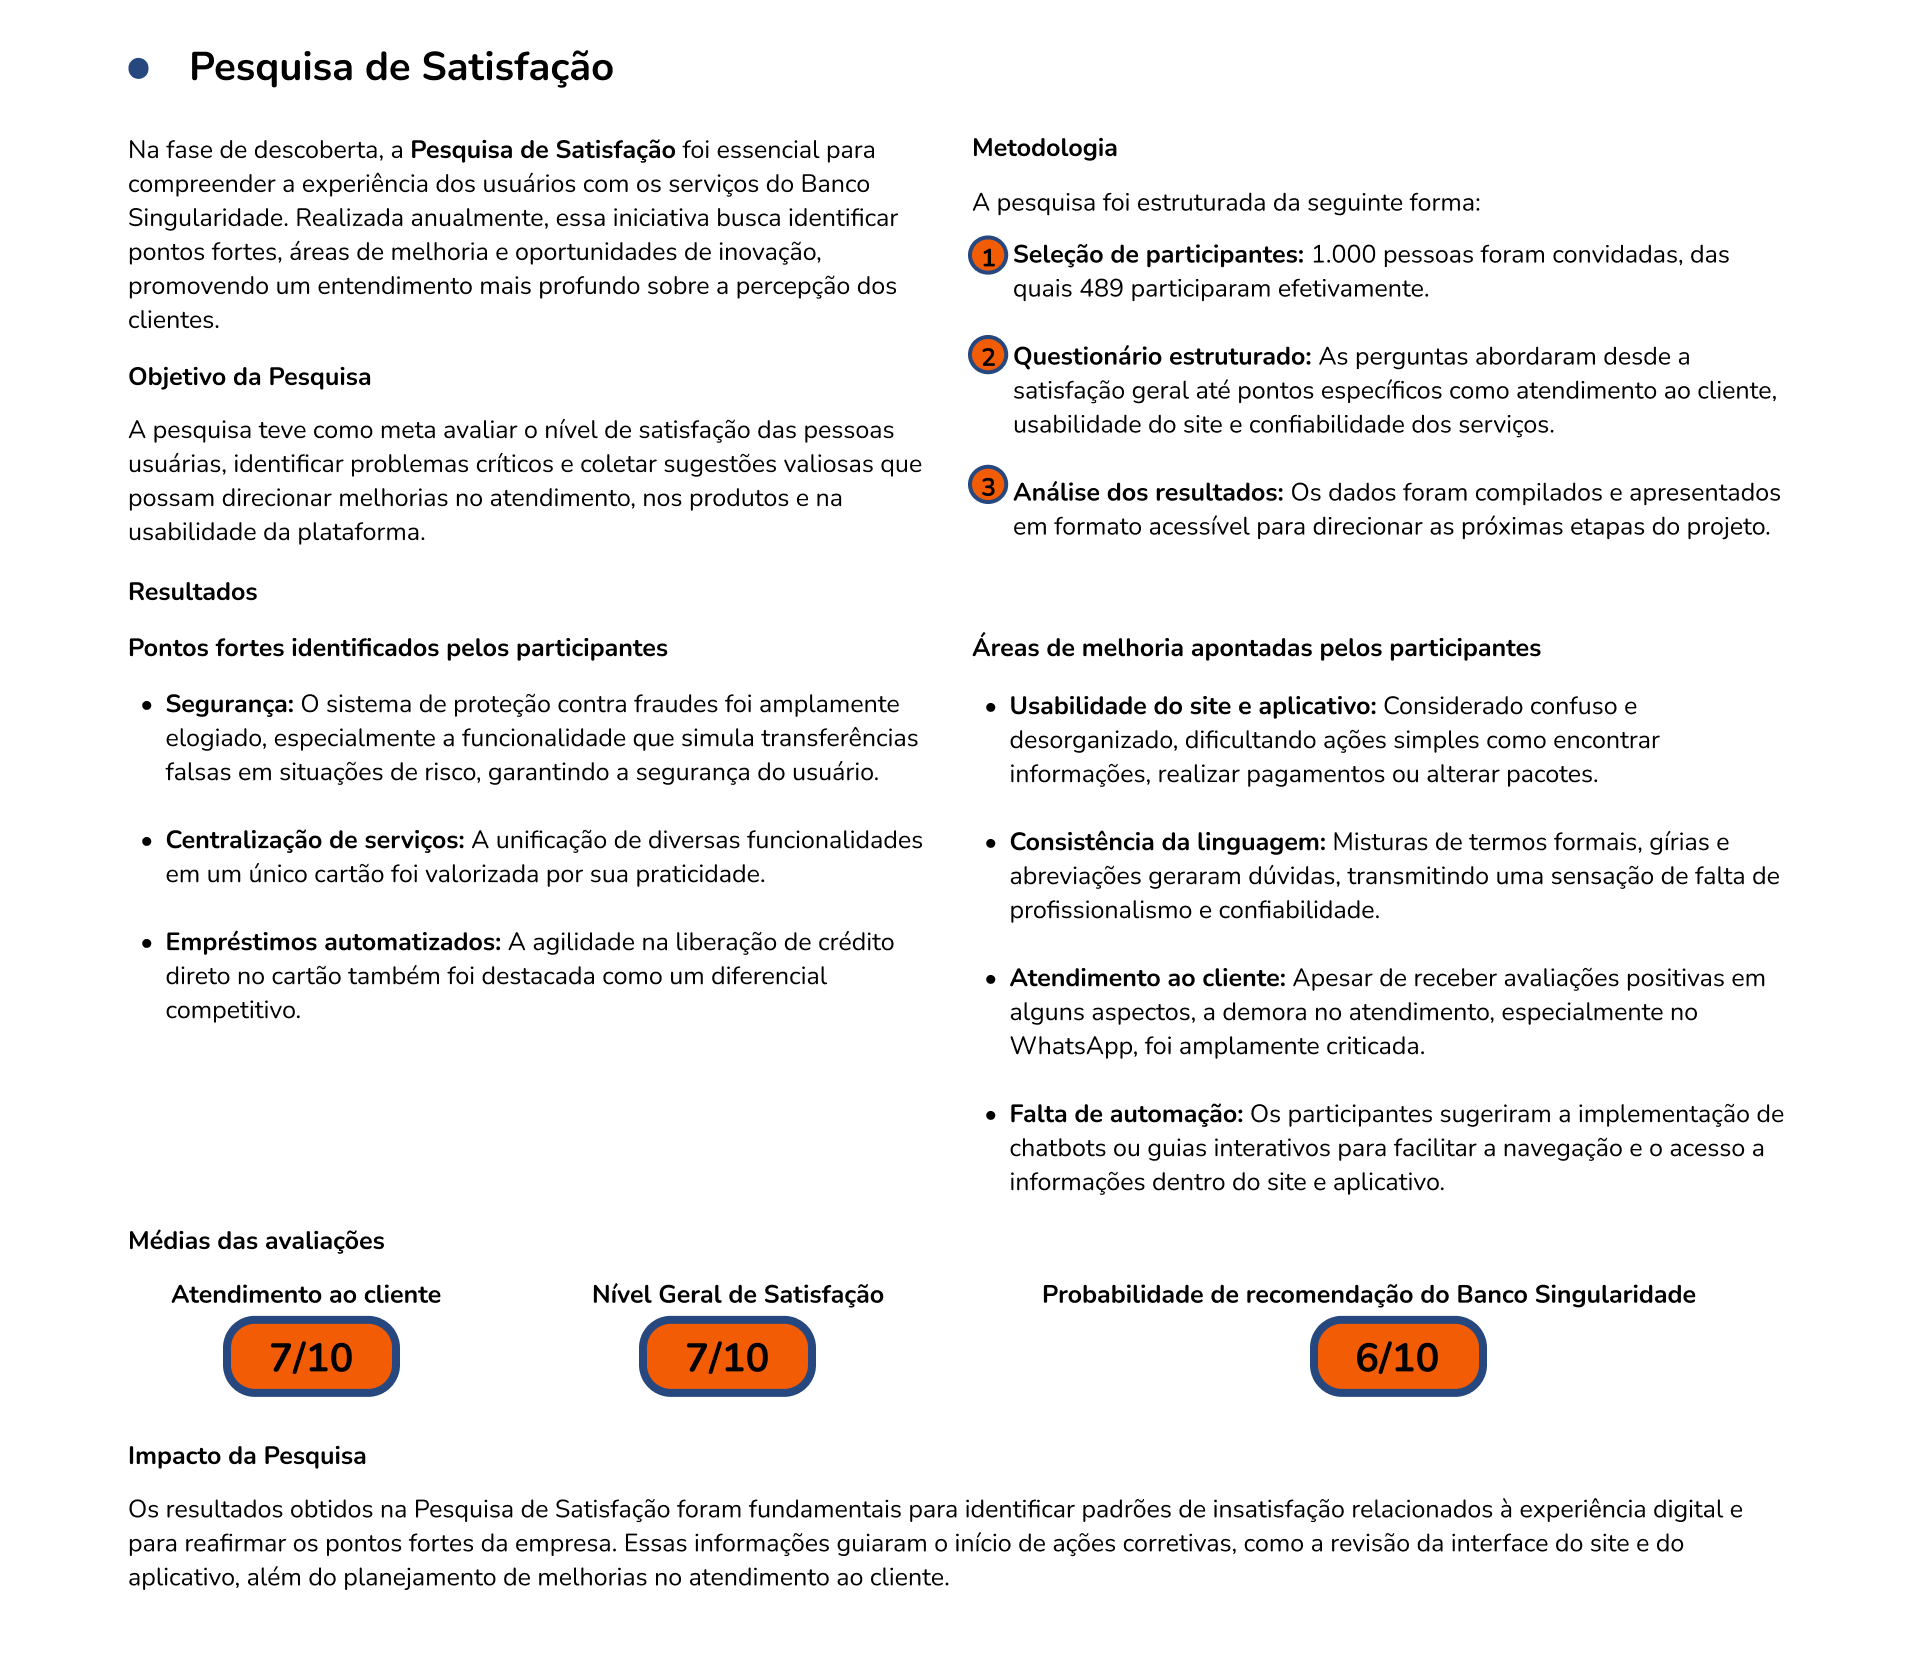 Pesquisa de Satisfação
Na fase de descoberta, a Pesquisa de Satisfação foi essencial para
compreender a experiência dos usuários com os serviços do Banco
Singularidade. Realizada anualmente, essa iniciativa busca identificar
pontos fortes, áreas de melhoria e oportunidades de inovação,
promovendo um entendimento mais profundo sobre a percepção dos
clientes.
Objetivo da Pesquisa
A pesquisa teve como meta avaliar o nível de satisfação das pessoas
usuárias, identificar problemas críticos e coletar sugestões valiosas que
possam direcionar melhorias no atendimento, nos produtos e na
usabilidade da plataforma.
Metodologia
A pesquisa foi estruturada da seguinte forma:
1 Seleção de participantes: 1.000 pessoas foram convidadas, das
quais 489 participaram efetivamente.
2 Questionário estruturado: As perguntas abordaram desde a
satisfação geral até pontos específicos como atendimento ao cliente,
usabilidade do site e confiabilidade dos serviços.
3 Análise dos resultados: Os dados foram compilados e apresentados
em formato acessível para direcionar as próximas etapas do projeto.
Resultados
Pontos fortes identificados pelos participantes
• Segurança: O sistema de proteção contra fraudes foi amplamente
elogiado, especialmente a funcionalidade que simula transferências
falsas em situações de risco, garantindo a segurança do usuário.
• Centralização de serviços: A unificação de diversas funcionalidades
em um único cartão foi valorizada por sua praticidade.
• Empréstimos automatizados: A agilidade na liberação de crédito
direto no cartão também foi destacada como um diferencial
competitivo.
Áreas de melhoria apontadas pelos participantes
• Usabilidade do site e aplicativo: Considerado confuso e
desorganizado, dificultando ações simples como encontrar
informações, realizar pagamentos ou alterar pacotes.
• Consistência da linguagem: Misturas de termos formais, gírias e
abreviações geraram dúvidas, transmitindo uma sensação de falta de
profissionalismo e confiabilidade.
• Atendimento ao cliente: Apesar de receber avaliações positivas em
alguns aspectos, a demora no atendimento, especialmente no
WhatsApp, foi amplamente criticada.
• Falta de automação: Os participantes sugeriram a implementação de
chatbots ou guias interativos para facilitar a navegação e o acesso a
informações dentro do site e aplicativo.
Médias das avaliações
Atendimento ao cliente
7/10
Nível Geral de Satisfação
7/10
Probabilidade de recomendação do Banco Singularidade
6/10
Impacto da Pesquisa
Os resultados obtidos na Pesquisa de Satisfação foram fundamentais para identificar padrões de insatisfação relacionados à experiência digital e
para reafirmar os pontos fortes da empresa. Essas informações guiaram o início de ações corretivas, como a revisão da interface do site e do
aplicativo, além do planejamento de melhorias no atendimento ao cliente.